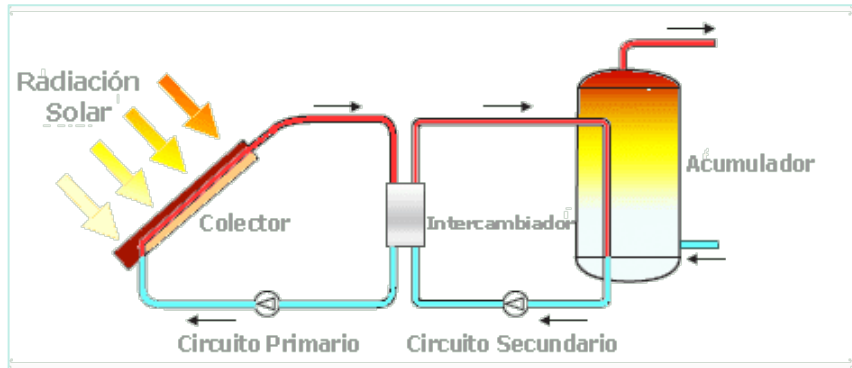 Radiación
Solar
Colector
Intercambiador
Acumulador
Circuito Primario
Circuito Secundario